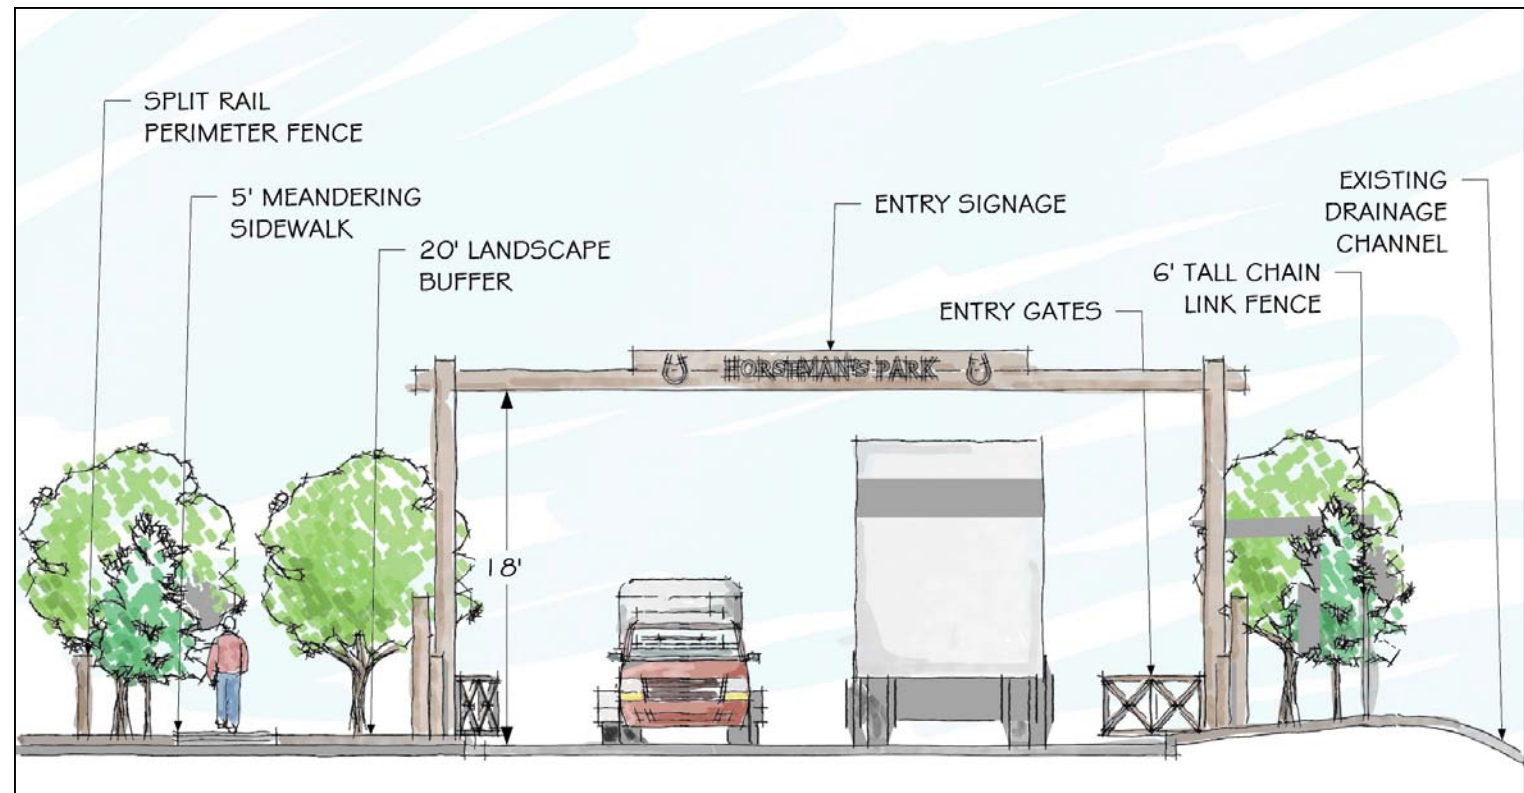 SPLIT RAIL
PERIMETER FENCE
5' MEANDERING
SIDEWALK
20' LANDSCAPE
BUFFER
ENTRY SIGNAGE
EXISTING
DRAINAGE
CHANNEL
6' TALL CHAIN
LINK FENCE
ENTRY GATES
HORSEMAN'S PARK
18'